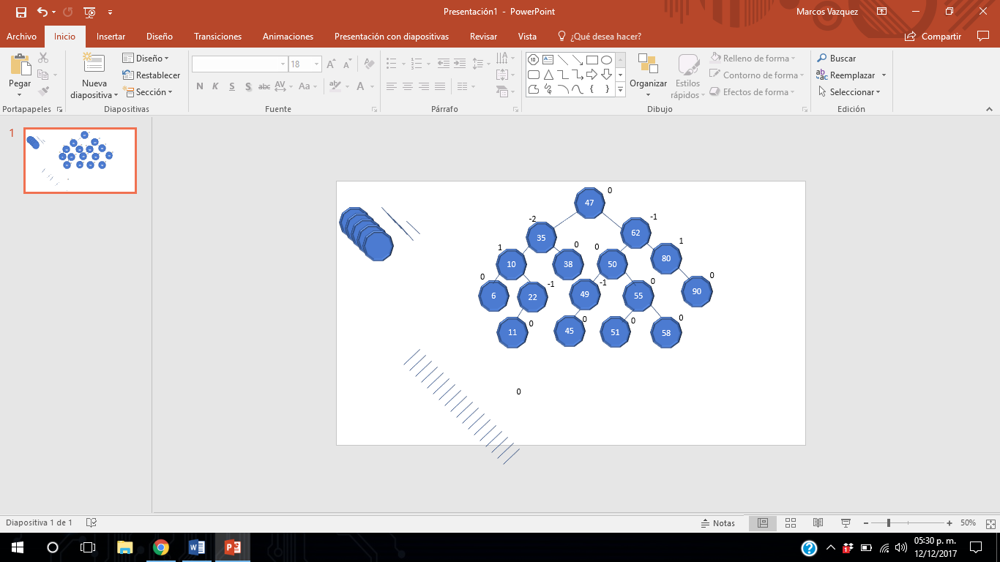 Presentación1 - PowerPoint
Marcos Vazquez
Archivo Inicio Insertar Diseño Transiciones Animaciones Presentación con diapositivas Revisar Vista ¿Qué desea hacer? Compartir
Pegar
Nueva diapositiva
Diseño
Restablecer
Sección
18
N K S S abc AV Aa A
Organizar
Estilos rápidos
Relleno de forma
Contorno de forma
Efectos de forma
Buscar
Reemplazar
Seleccionar
Portapapeles Diapositivas Fuente Párrafo Dibujo Edición
1
47 0
-2 -1
35 62
1 0 0 1
10 38 50 80
0 -1 -1 0 0
6 22 49 55 90
0 0 0 0
11 45 51 58
0
Diapositiva 1 de 1
Notas
50%
05:30 p. m.
12/12/2017